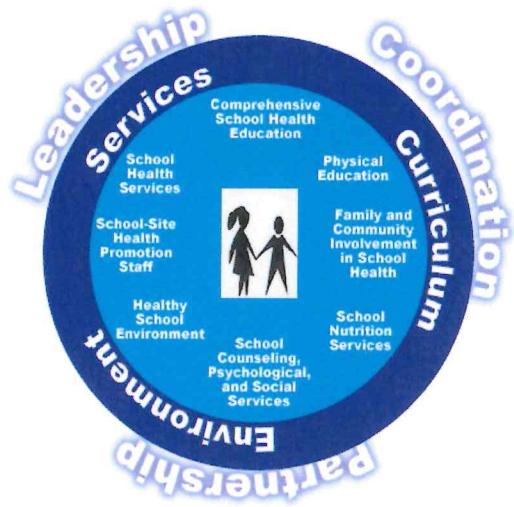 Leadership
Coordination
Services
Curriculum
Comprehensive
School Health
Education
School
Health
Services
Physical
Education
School-Site
Health
Promotion
Staff
Family and
Community
Involvement
in School
Health
Healthy
School
Environment
School
Nutrition
Services
School
Counseling,
Psychological,
and Social
Services
Environment
Partnership